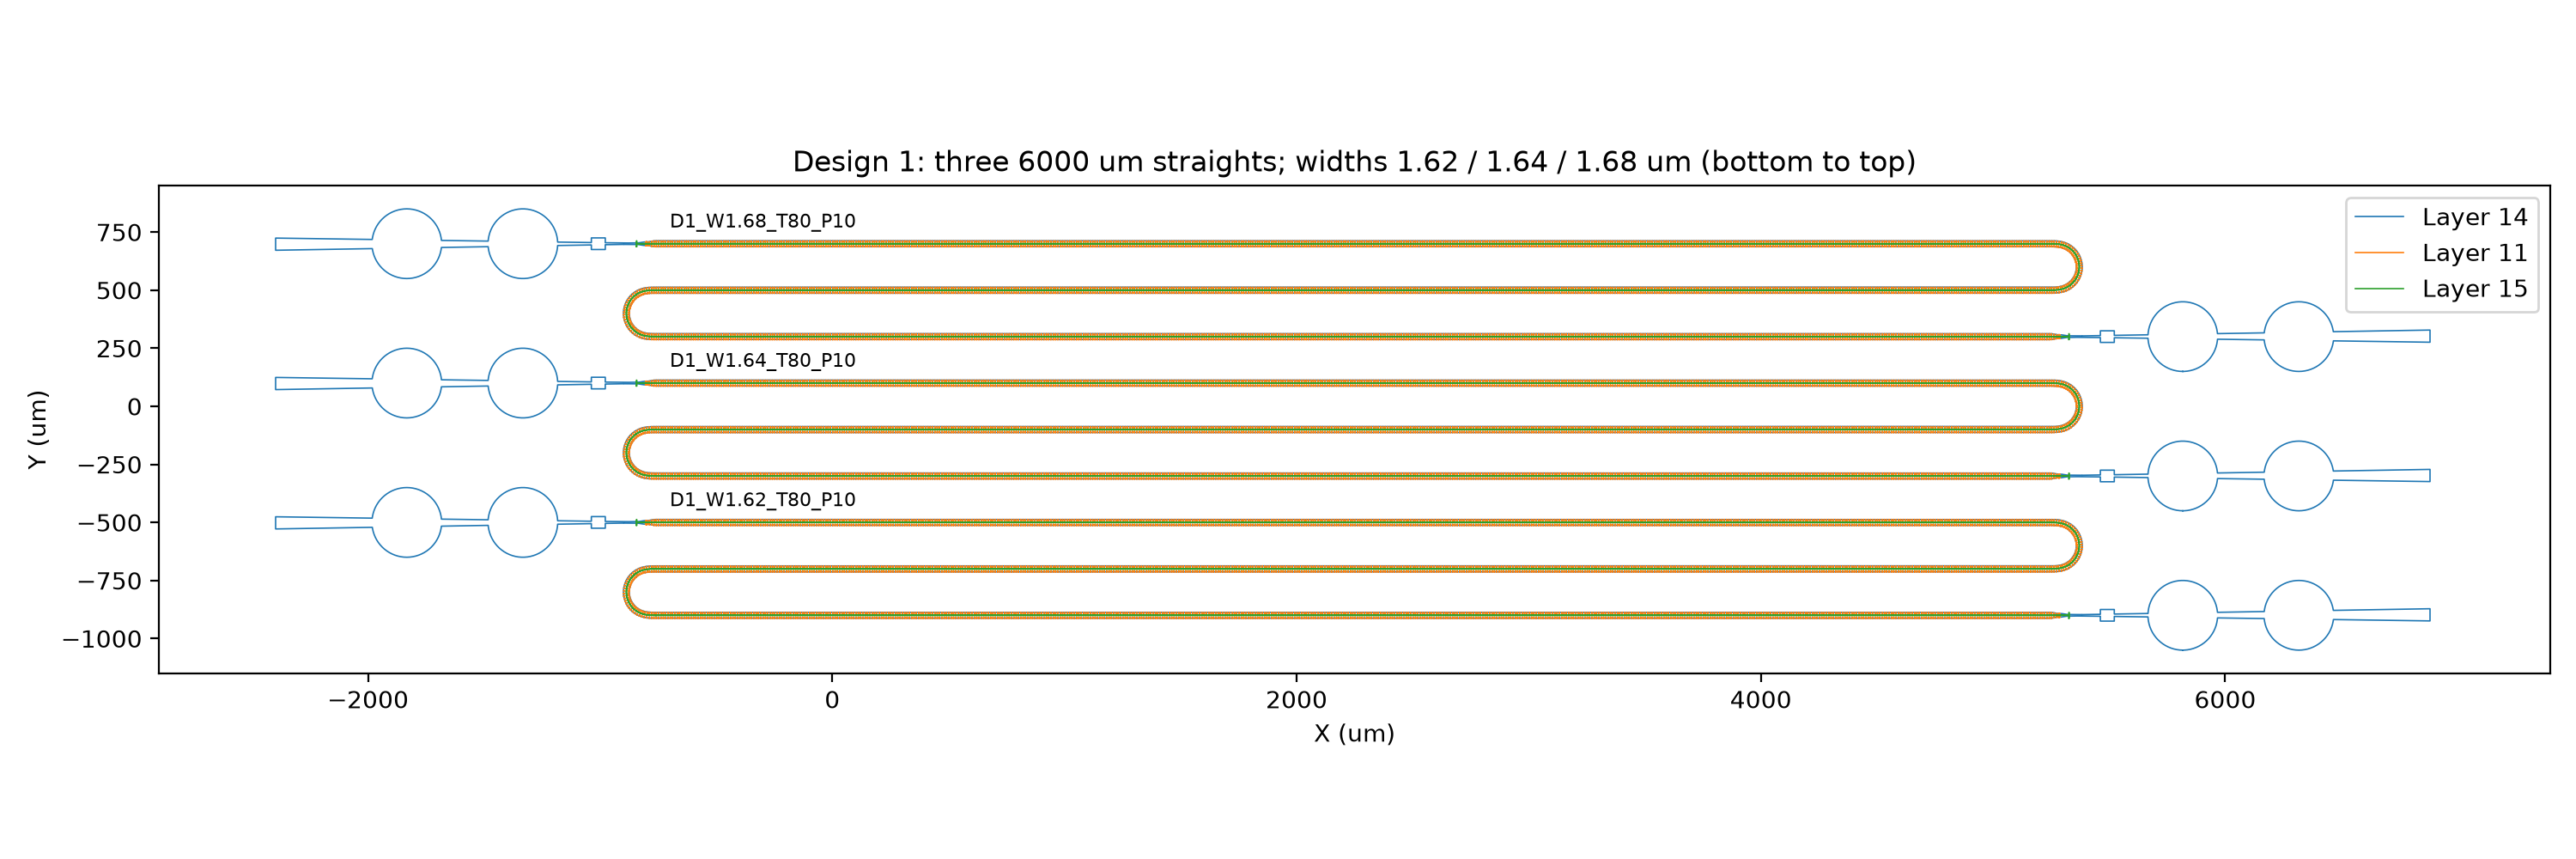 Design 1: three 6000 um straights; widths 1.62 / 1.64 / 1.68 um (bottom to top)
Layer 14
Layer 11
Layer 15
D1_W1.68_T80_P10
D1_W1.64_T80_P10
D1_W1.62_T80_P10
Y (um)
750
500
250
0
−250
−500
−750
−1000
−2000
0
2000
4000
6000
X (um)